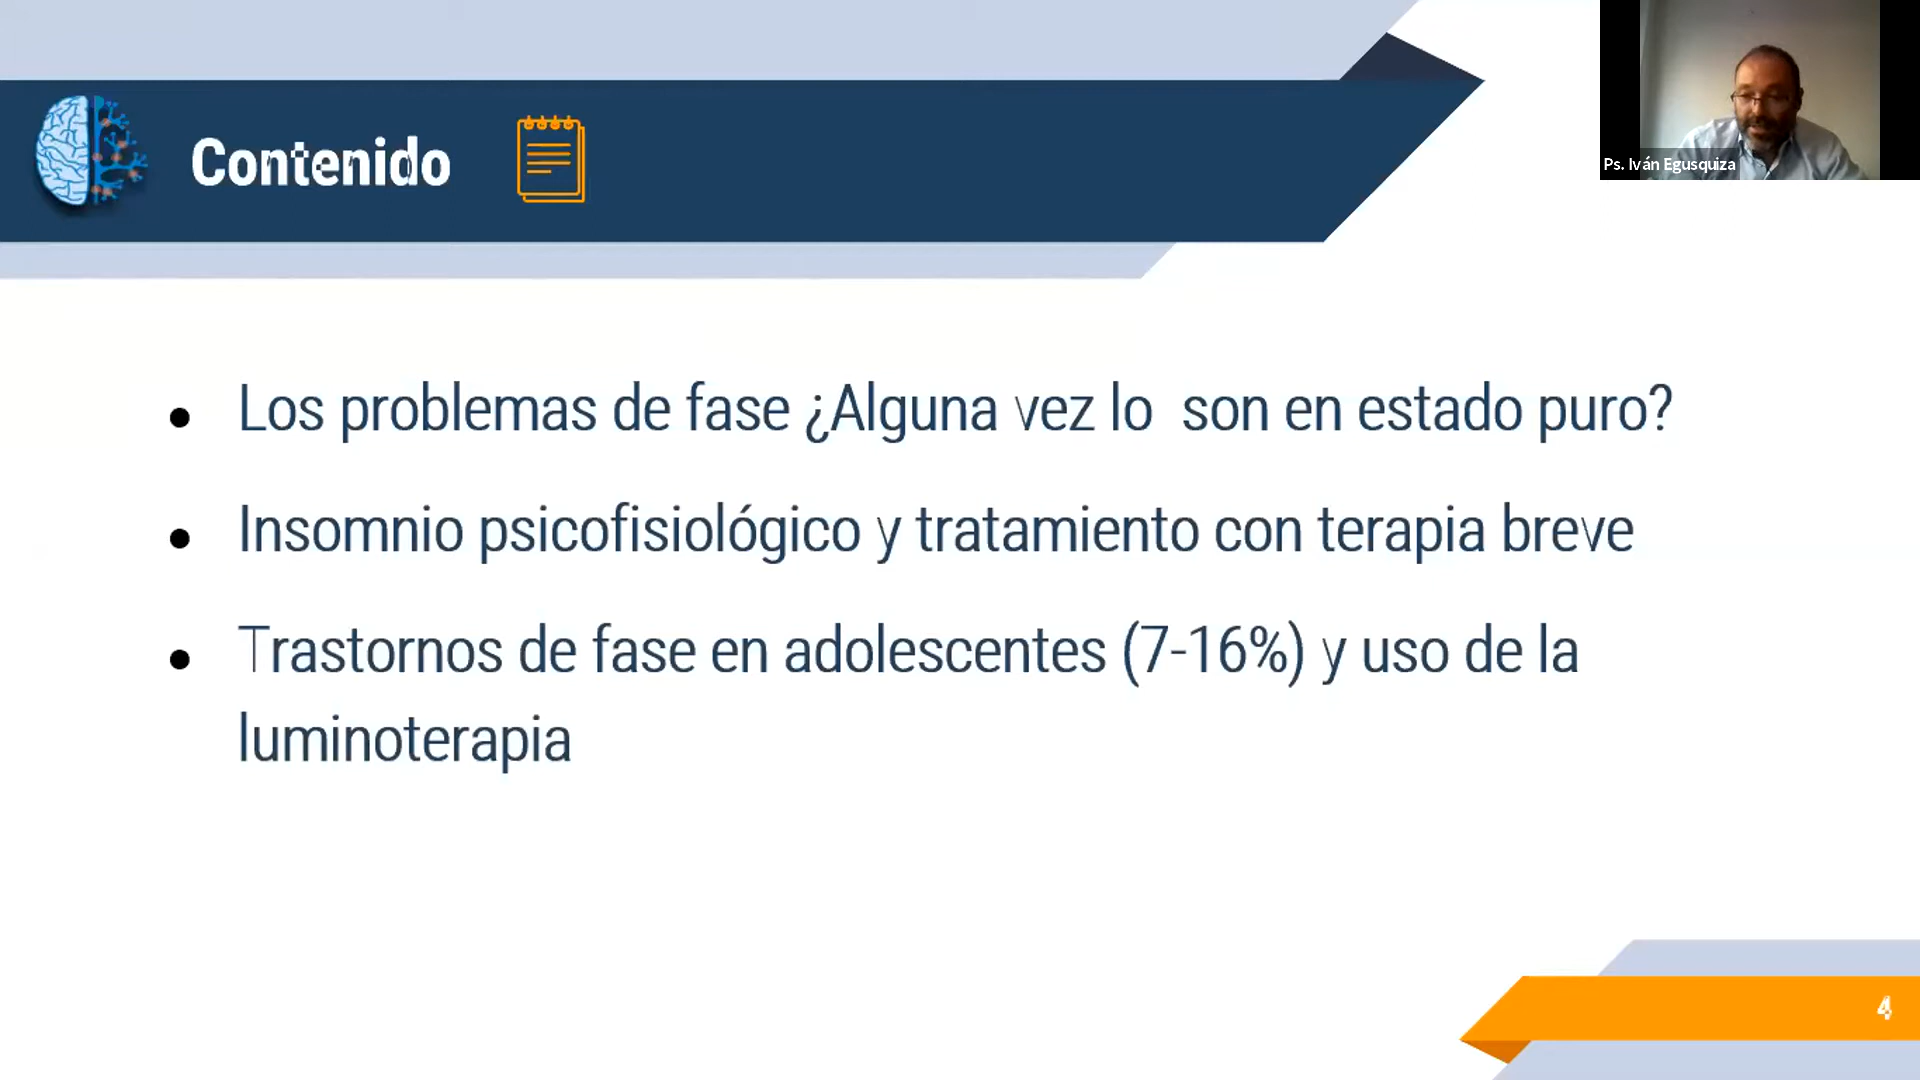 Contenido
Ps. Iván Egusquiza
• Los problemas de fase ¿Alguna vez lo  son en estado puro?
• Insomnio psicofisiológico y tratamiento con terapia breve
• Trastornos de fase en adolescentes (7-16%) y uso de la
luminoterapia
4